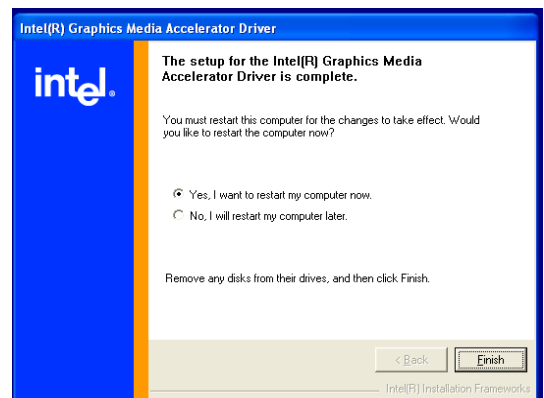 Intel(R) Graphics Media Accelerator Driver
intel.
The setup for the Intel(R) Graphics Media
Accelerator Driver is complete.
You must restart this computer for the changes to take effect. Would
you like to restart the computer now?
Yes, I want to restart my computer now.
No, I will restart my computer later.
Remove any disks from their drives, and then click Finish.
< Back
Finish
Intel(R) Installation Frameworks